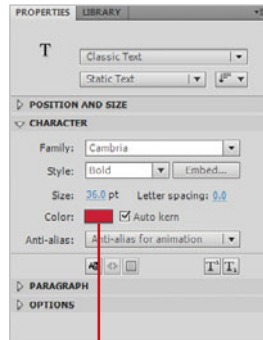 PROPERTIES LIBRARY
T
Classic Text
Static Text
POSITION AND SIZE
CHARACTER
Family: Cambria
Style: Bold Embed...
Size: 36.0 pt Letter spacing: 0.0
Color: Auto kern
Anti-alias: Anti-alias for animation
T T
PARAGRAPH
OPTIONS